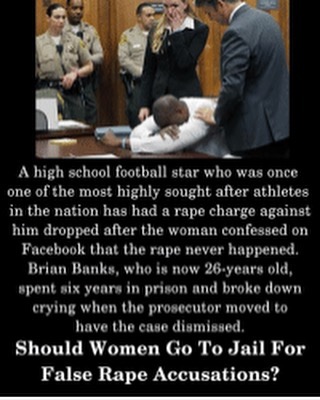 A high school football star who was once
one of the most highly sought after athletes
in the nation has had a rape charge against
him dropped after the woman confessed on
Facebook that the rape never happened.
Brian Banks, who is now 26-years old,
spent six years in prison and broke down
crying when the prosecutor moved to
have the case dismissed.
Should Women Go To Jail For
False Rape Accusations?